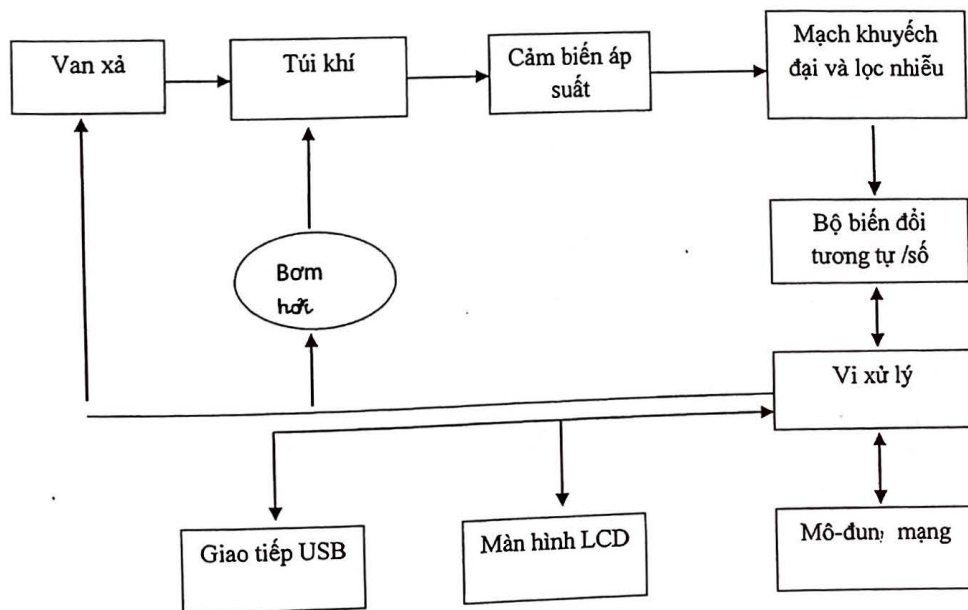 Van xả
Túi khí
Cảm biến áp
suất
Mạch khuyếch
đại và lọc nhiễu
Bộ biến đổi
tương tự /số
Bơm
hơi
Vi xử lý
Giao tiếp USB
Màn hình LCD
Mô-đun mạng